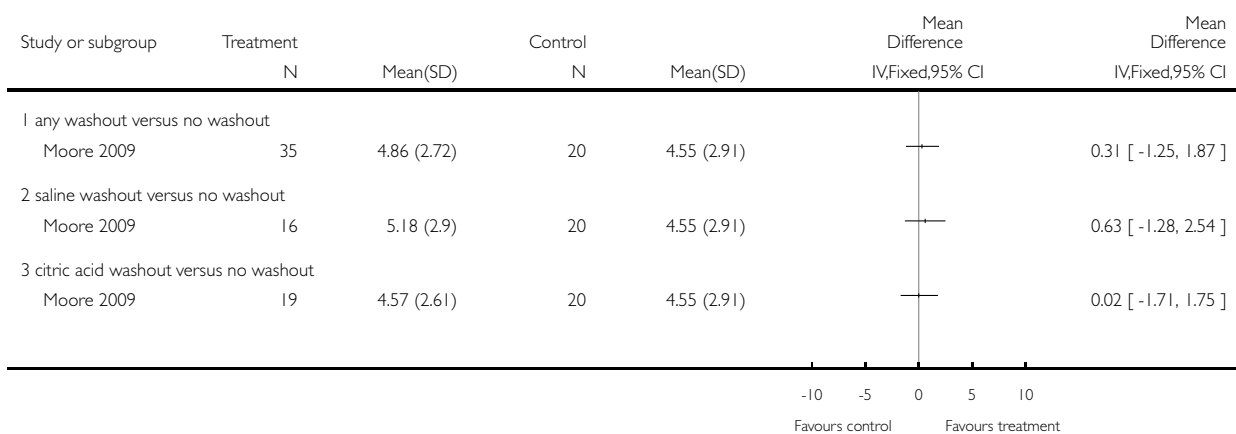 Mean Mean
Study or subgroup Treatment Control Difference Difference
N Mean(SD) N Mean(SD) IV,Fixed,95% CI IV,Fixed,95% CI
1 any washout versus no washout
Moore 2009 35 4.86 (2.72) 20 4.55 (2.91) 0.31 [ -1.25, 1.87 ]
2 saline washout versus no washout
Moore 2009 16 5.18 (2.9) 20 4.55 (2.91) 0.63 [ -1.28, 2.54 ]
3 citric acid washout versus no washout
Moore 2009 19 4.57 (2.61) 20 4.55 (2.91) 0.02 [ -1.71, 1.75 ]
-10 -5 0 5 10
Favours control Favours treatment